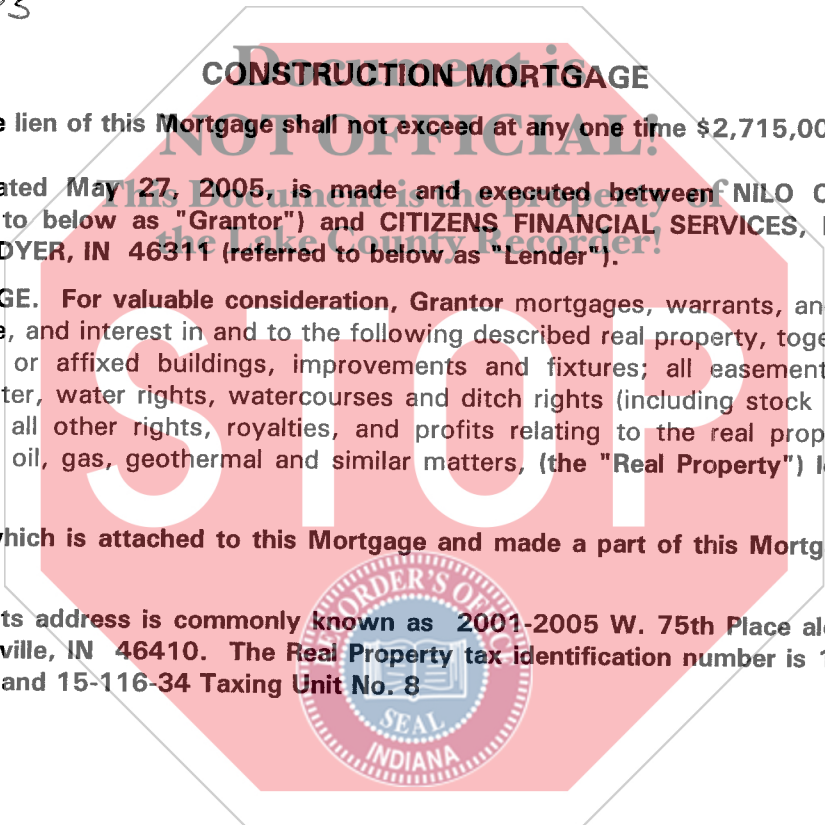 CONSTRUCTION MORTGAGE
Document is
NOT OFFICIAL!
This Document is the property of
the Lake County Recorder!
STOP
e lien of this Mortgage shall not exceed at any one time $2,715,00
ated May 27, 2005, is made and executed between NILO C
to below as "Grantor") and CITIZENS FINANCIAL SERVICES,
DYER, IN 46311 (referred to below as "Lender").
GE. For valuable consideration, Grantor mortgages, warrants, an
e, and interest in and to the following described real property, toge
or affixed buildings, improvements and fixtures; all easement
ter, water rights, watercourses and ditch rights (including stock
all other rights, royalties, and profits relating to the real prop
oil, gas, geothermal and similar matters, (the "Real Property") l
which is attached to this Mortgage and made a part of this Mortg
ts address is commonly known as 2001-2005 W. 75th Place al
ville, IN 46410. The Real Property tax identification number is 1
and 15-116-34 Taxing Unit No. 8
RECORDER'S OFFIC
SEAL
INDIANA